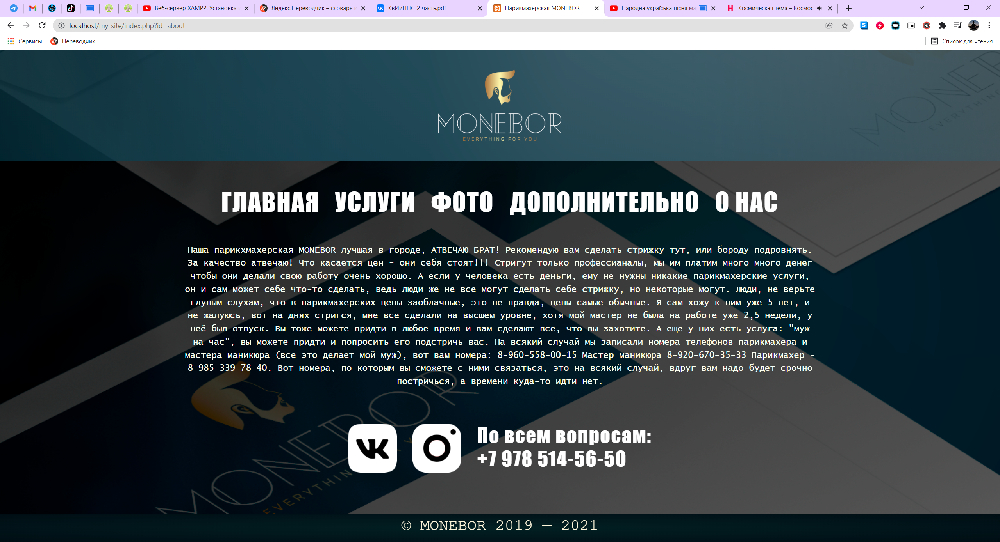 Веб-сервер XAMPP. Установка
Яндекс.Переводчик – словарь и
КвИиППС_2 часть.pdf
Парикмахерская MONEBOR
Народна українська пісня ма
Космическая тема – Космос
localhost/my_site/index.php?id=about
Сервисы
Переводчик
Список для чтения
MONEBOR
EVERYTHING FOR YOU
ГЛАВНАЯ УСЛУГИ ФОТО ДОПОЛНИТЕЛЬНО О НАС
Наша парикхмахерская MONEBOR лучшая в городе, АТВЕЧАЮ БРАТ! Рекомендую вам сделать стрижку тут, или бороду подровнять.
За качество атвечаю! Что касается цен - они себя стоят!!! Стригут только професcианалы, мы им платим много много денег
чтобы они делали свою работу очень хорошо. А если у человека есть деньги, ему не нужны никакие парикмахерские услуги,
он и сам может себе что-то сделать, ведь люди же не все могут сделать себе стрижку, но некоторые могут. Люди, не верьте
глупым слухам, что в парикмахерских цены заоблачные, это не правда, цены самые обычные. Я сам хожу к ним уже 5 лет, и
не жалуюсь, вот на днях стригся, мне все сделали на высшем уровне, хотя мой мастер не была на работе уже 2,5 недели, у
неё был отпуск. Вы тоже можете придти в любое время и вам сделают все, что вы захотите. А еще у них есть услуга: "муж
на час", вы можете придти и попросить его подстричь вас. На всякий случай мы записали номера телефонов парикмахера и
мастера маникюра (все это делает мой муж), вот вам номера: 8-960-558-00-15 Мастер маникюра 8-920-670-35-33 Парикмахер -
8-985-339-78-40. Вот номера, по которым вы сможете с ними связаться, это на всякий случай, вдруг вам надо будет срочно
постричься, а времени куда-то идти нет.
По всем вопросам:
+7 978 514-56-50
MONEBOR
EVERYTHING
© MONEBOR 2019 — 2021